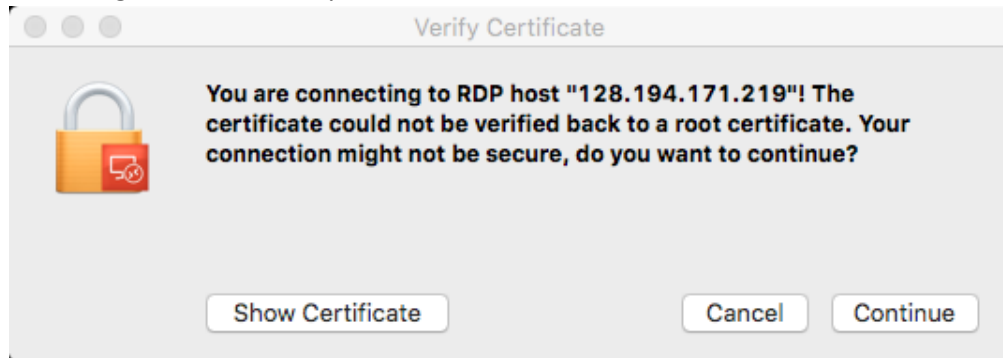 Verify Certificate
You are connecting to RDP host "128.194.171.219"! The
certificate could not be verified back to a root certificate. Your
connection might not be secure, do you want to continue?
Show Certificate
Cancel
Continue